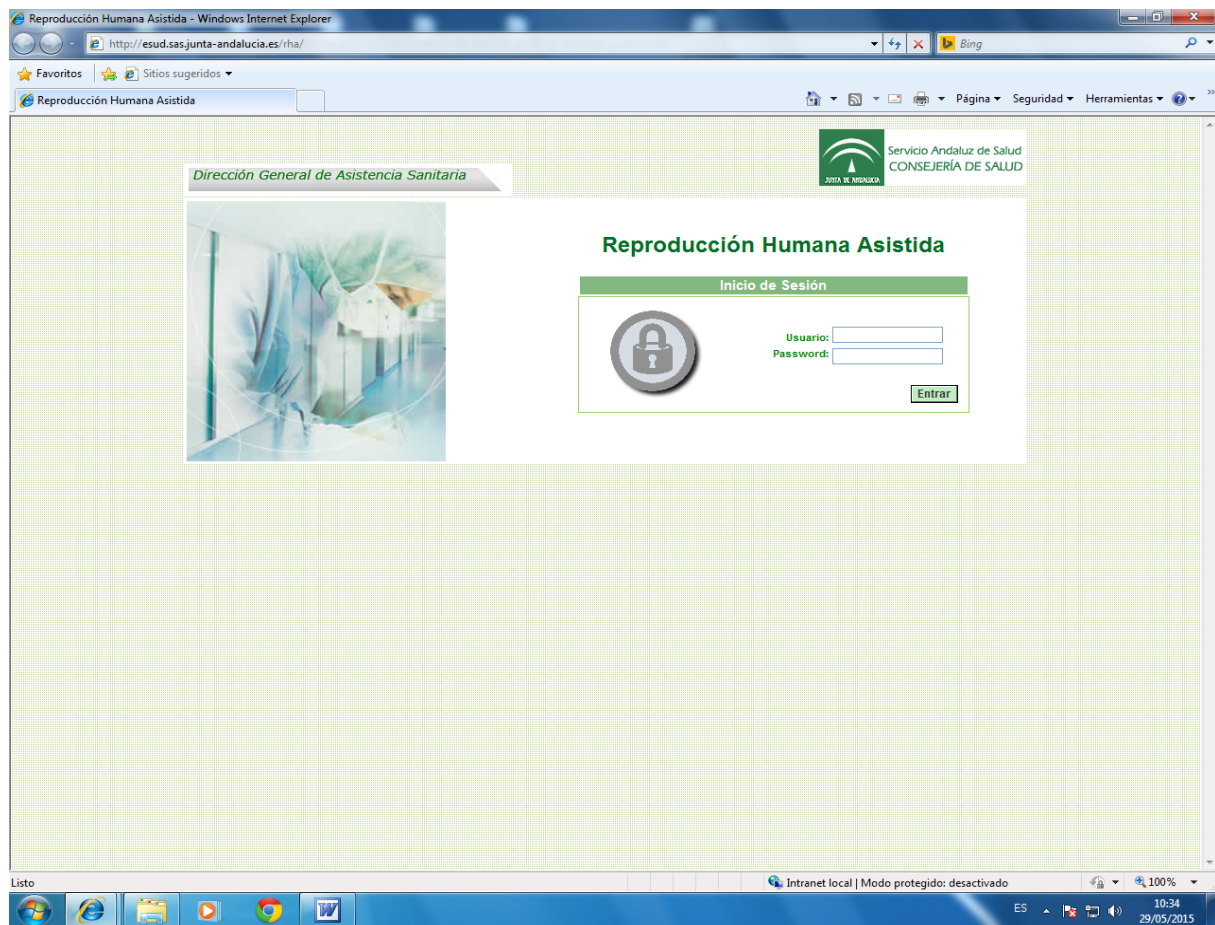 Reproducción Humana Asistida - Windows Internet Explorer
http://esud.sas.junta-andalucia.es/rha/
Bing
Favoritos
Sitios sugeridos
Reproducción Humana Asistida
Página
Seguridad
Herramientas
Servicio Andaluz de Salud
CONSEJERÍA DE SALUD
JUNTA DE ANDALUCIA
Dirección General de Asistencia Sanitaria
Reproducción Humana Asistida
Inicio de Sesión
Usuario:
Password:
Entrar
Listo
Intranet local | Modo protegido: desactivado
100%
ES
10:34
29/05/2015